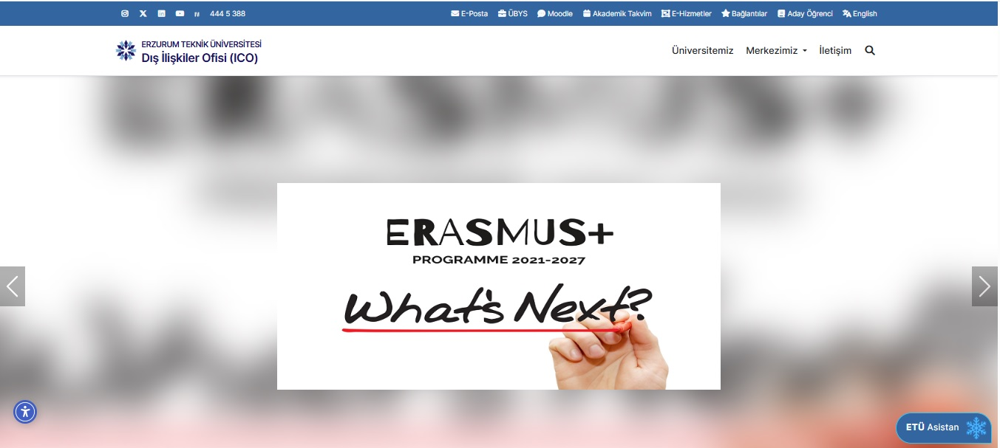 444 5 388
E-Posta ÜBYS Moodle Akademik Takvim E-Hizmetler Bağlantılar Aday Öğrenci English
ERZURUM TEKNİK ÜNİVERSİTESİ
Dış İlişkiler Ofisi (ICO)
Üniversitemiz Merkezimiz İletişim
ERASMUS+
PROGRAMME 2021-2027
What's Next?
ETÜ Asistan